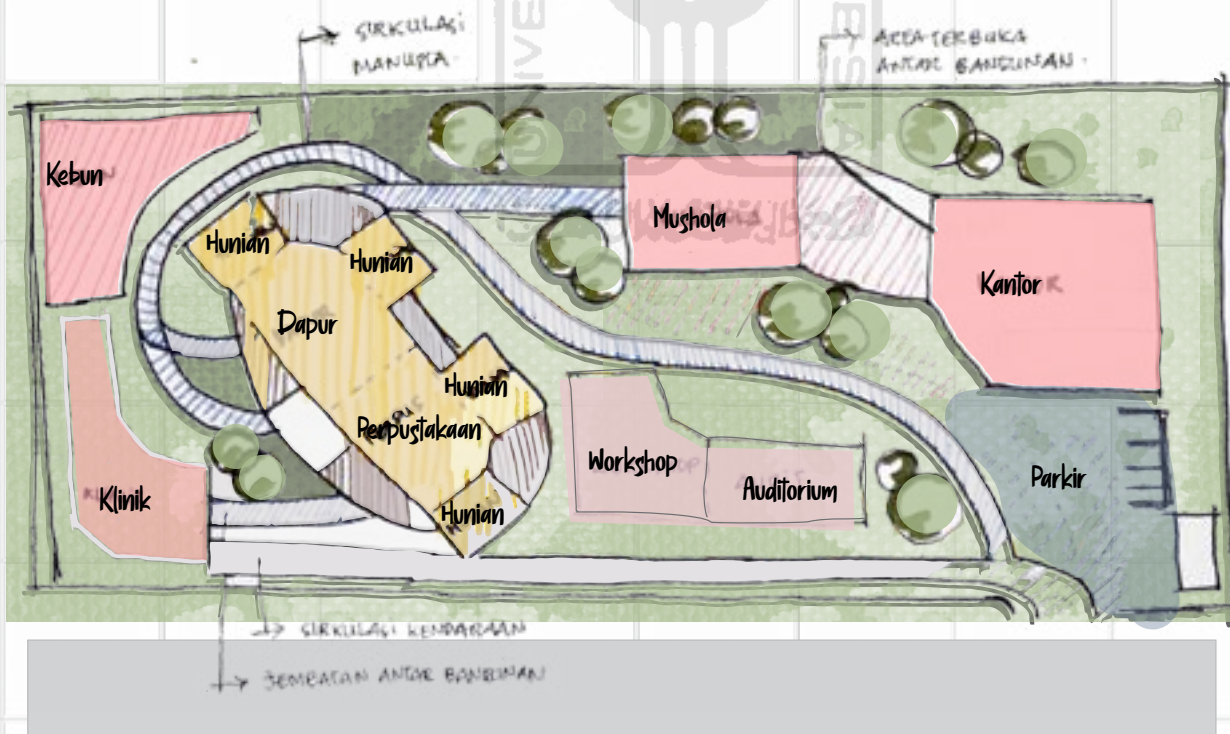 SIRKULASI
MANUSIA
AREA TERBUKA
ANTAR BANGUNAN
Kebun
Hunian
Hunian
Dapur
Mushola
Kantor
Hunian
Perpustakaan
Workshop
Auditorium
Parkir
Klinik
Hunian
SIRKULASI KENDARAAN
JEMBATAN ANTAR BANGUNAN